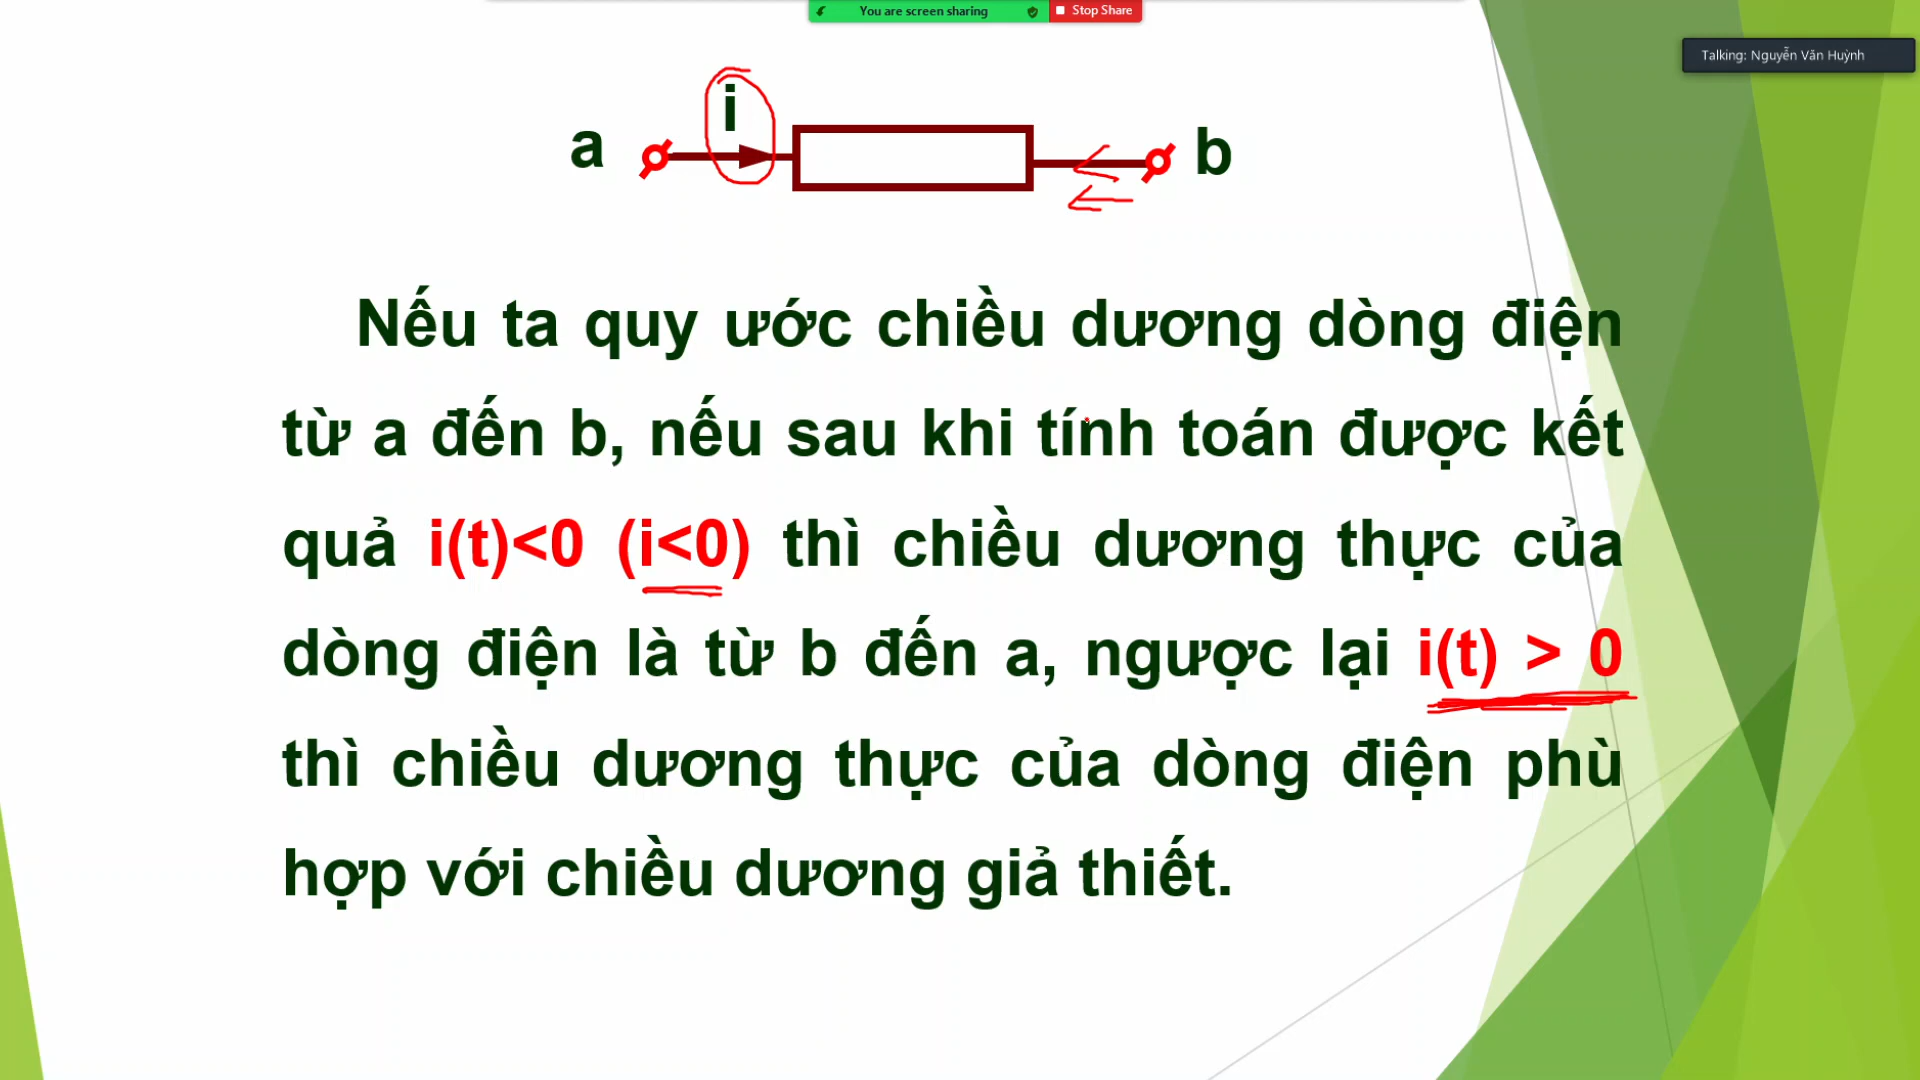 You are screen sharing
Stop Share
Talking: Nguyễn Văn Huỳnh
i
a
b
Nếu ta quy ước chiều dương dòng điện
từ a đến b, nếu sau khi tính toán được kết
quả i(t)<0 (i<0) thì chiều dương thực của
dòng điện là từ b đến a, ngược lại i(t) > 0
thì chiều dương thực của dòng điện phù
hợp với chiều dương giả thiết.